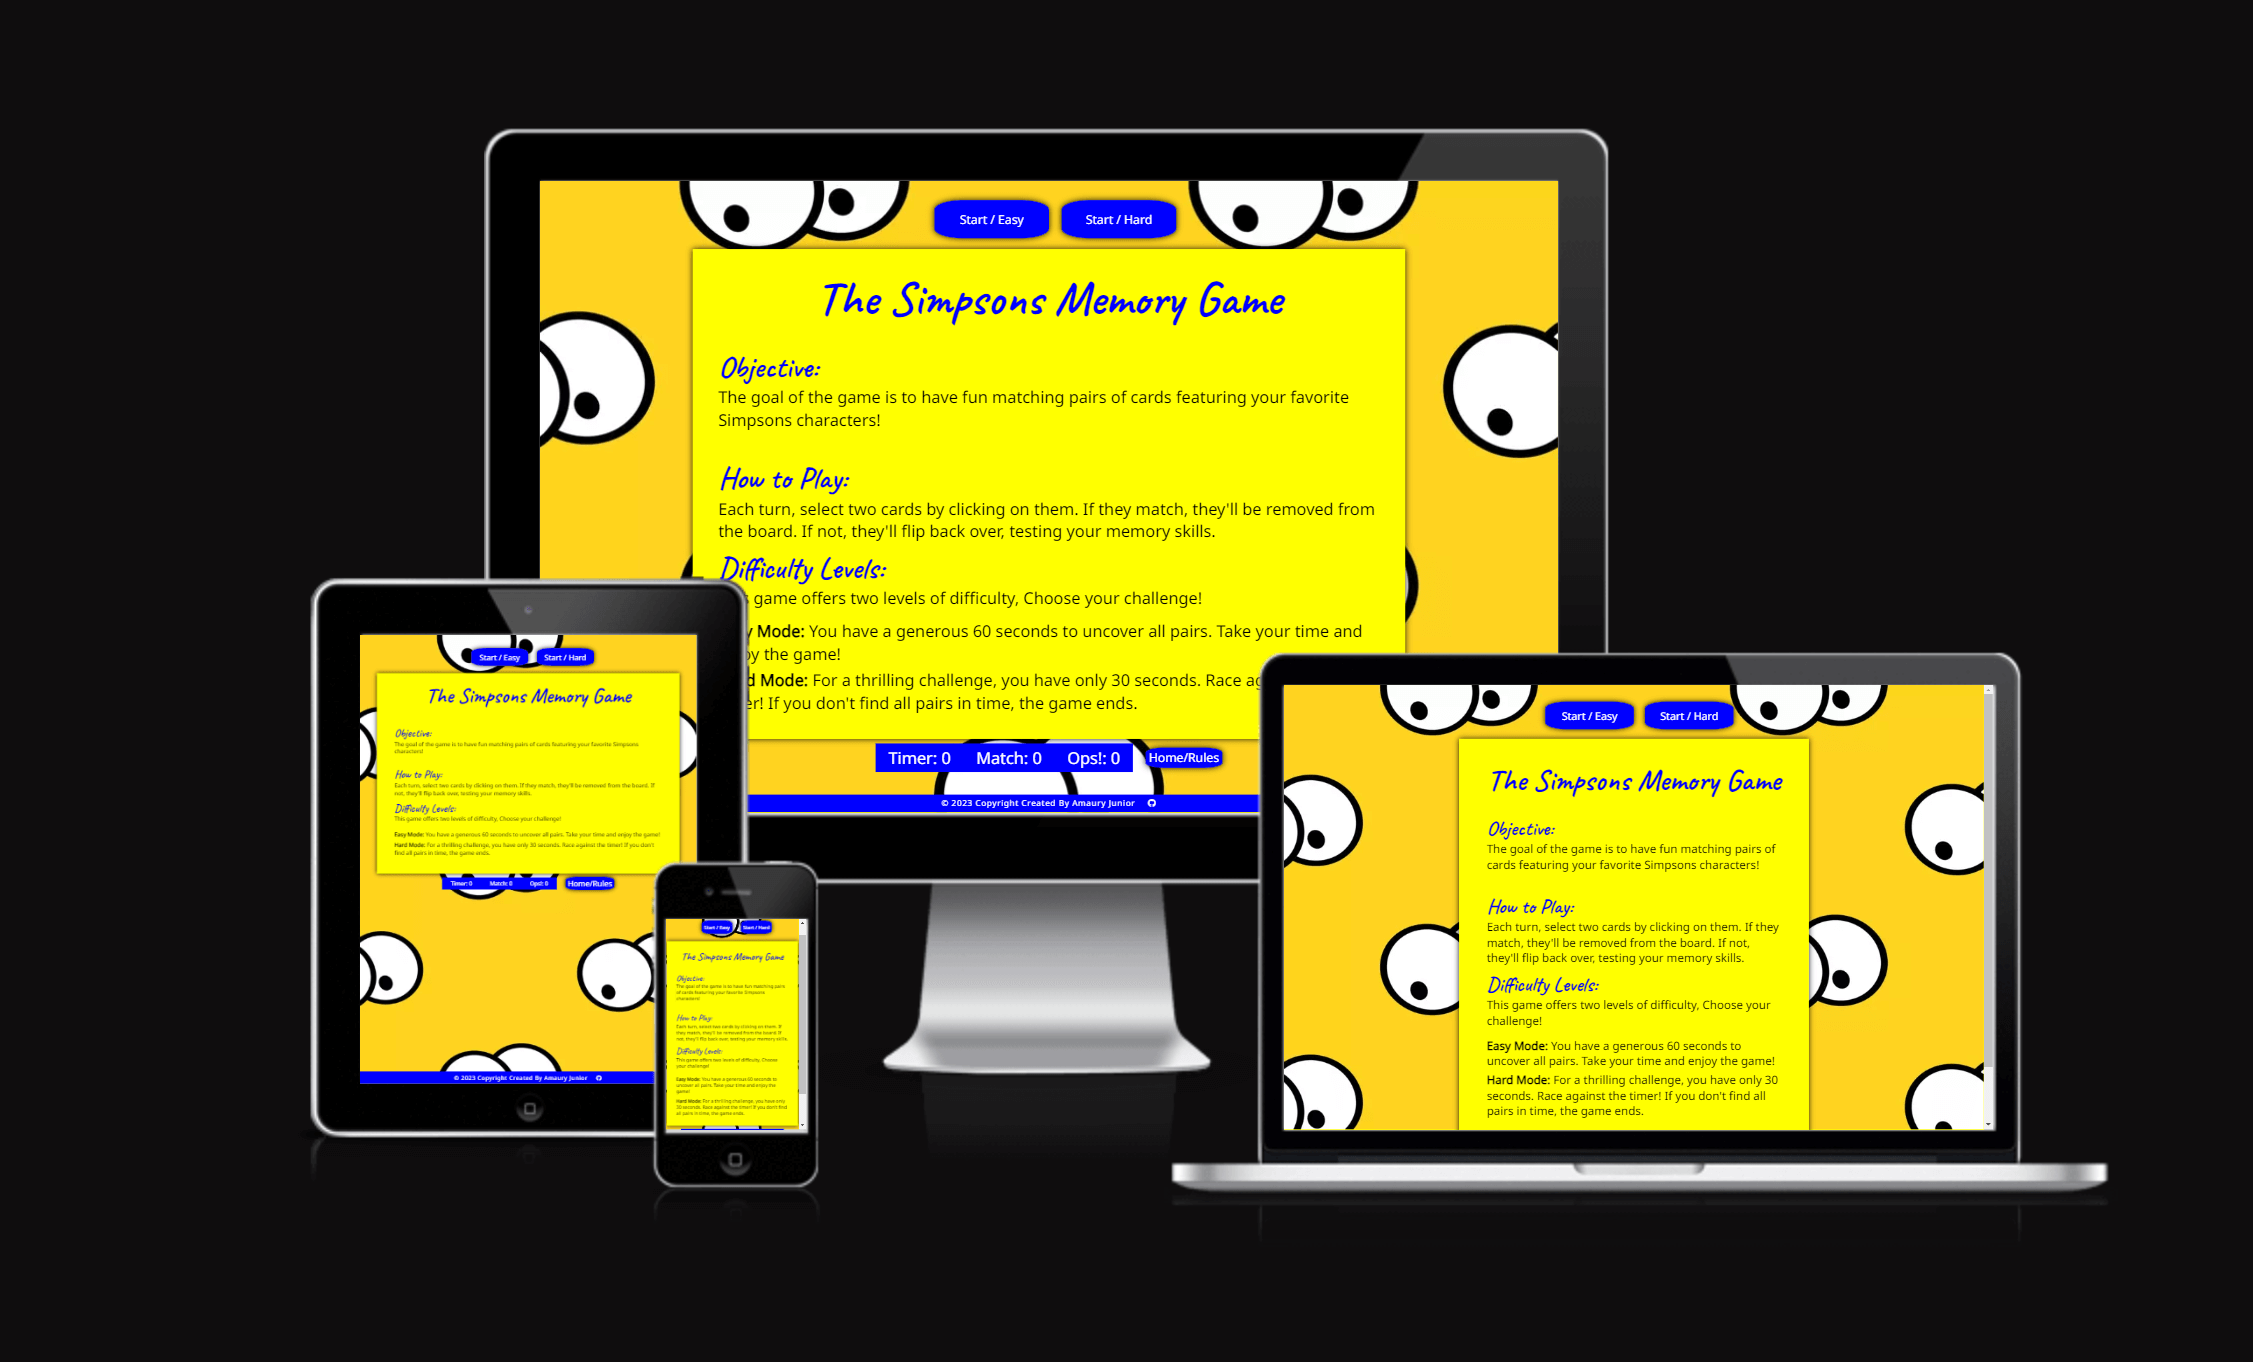 Start / Easy
Start / Hard
The Simpsons Memory Game
Objective:
The goal of the game is to have fun matching pairs of cards featuring your favorite
Simpsons characters!
How to Play:
Each turn, select two cards by clicking on them. If they match, they'll be removed from
the board. If not, they'll flip back over, testing your memory skills.
Difficulty Levels:
game offers two levels of difficulty, Choose your challenge!
Mode: You have a generous 60 seconds to uncover all pairs. Take your time and
the game!
Mode: For a thrilling challenge, you have only 30 seconds. Race
If you don't find all pairs in time, the game ends.
Timer: 0
Match: 0
Ops!: 0
Home/Rules
© 2023 Copyright Created By Amaury Junior
Start / Easy
Start / Hard
The Simpsons Memory Game
Objective:
The goal of the game is to have fun matching pairs of cards featuring your favorite Simpsons
characters!
How to Play:
Each turn, select two cards by clicking on them. If they match, they'll be removed from the board. If
not, they'll flip back over, testing your memory skills.
Difficulty Levels:
This game offers two levels of difficulty, Choose your challenge!
Easy Mode: You have a generous 60 seconds to uncover all pairs. Take your time and enjoy the game!
Hard Mode: For a thrilling challenge, you have only 30 seconds. Race against the timer! If you don't
find all pairs in time, the game ends.
Timer: 0
Match: 0
Ops!: 0
Home/Rules
© 2023 Copyright Created By Amaury Junior
Start / Easy
Start / Hard
The Simpsons Memory Game
Objective:
The goal of the game is to have fun matching pairs
of cards featuring your favorite Simpsons
characters!
How to Play:
Each turn, select two cards by clicking on them. If
they match, they'll be removed from the board. If
not, they'll flip back over, testing your memory skills.
Difficulty Levels:
This game offers two levels of difficulty, Choose
your challenge!
Easy Mode: You have a generous 60 seconds to
uncover all pairs. Take your time and enjoy the
game!
Hard Mode: For a thrilling challenge, you have only
30 seconds. Race against the timer! If you don't find
all pairs in time, the game ends.
Start / Easy
Start / Hard
The Simpsons Memory Game
Objective:
The goal of the game is to have fun matching pairs of
cards featuring your favorite Simpsons characters!
How to Play:
Each turn, select two cards by clicking on them. If they
match, they'll be removed from the board. If not,
they'll flip back over, testing your memory skills.
Difficulty Levels:
This game offers two levels of difficulty, Choose your
challenge!
Easy Mode: You have a generous 60 seconds to
uncover all pairs. Take your time and enjoy the game!
Hard Mode: For a thrilling challenge, you have only 30
seconds. Race against the timer! If you don't find all
pairs in time, the game ends.